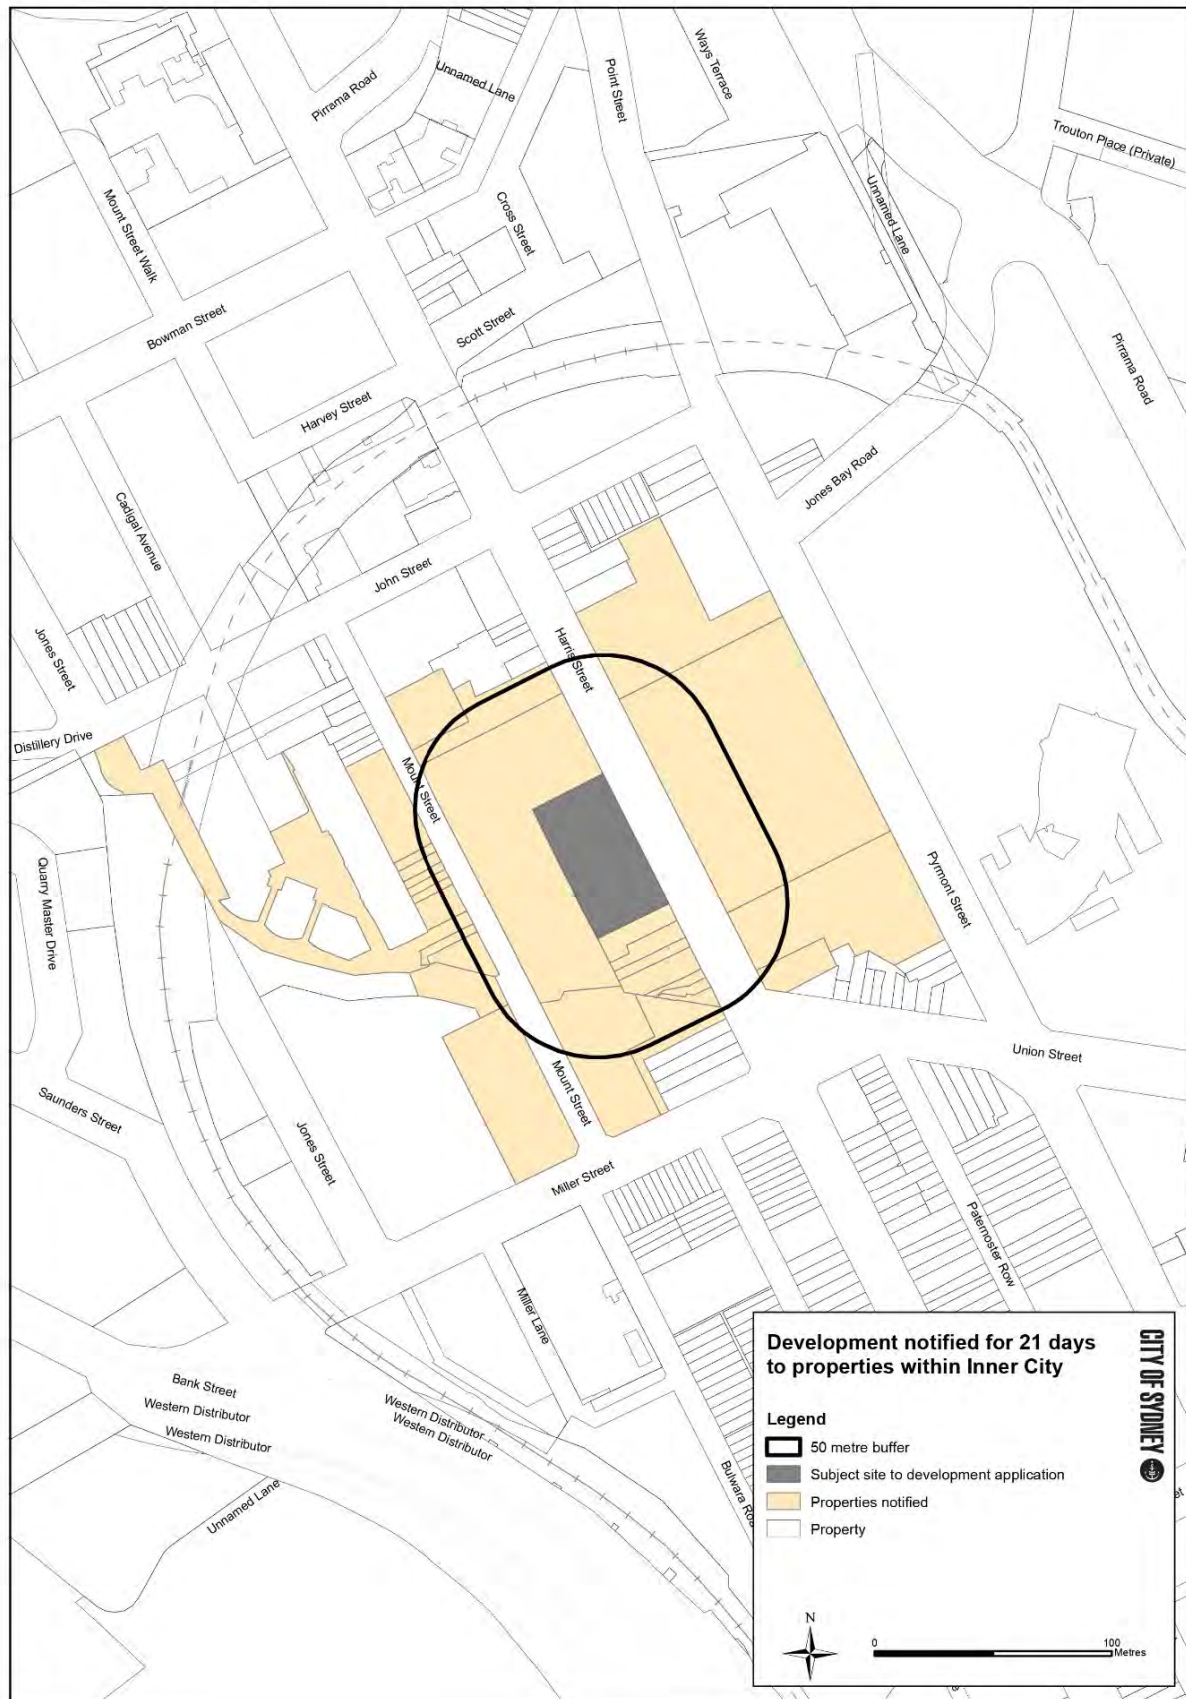 Ways Terrace
Point Street
Unnamed Lane
Pirrama Road
Trouton Place (Private)
Unnamed Lane
Mount Street Walk
Cross Street
Bowman Street
Scott Street
Pirrama Road
Harvey Street
Jones Bay Road
Cadigal Avenue
John Street
Jones Street
Harris Street
Distillery Drive
Mount Street
Quarry Master Drive
Pyrmont Street
Union Street
Saunders Street
Mount Street
Jones Street
Miller Street
Paternoster Row
Miller Lane
Bank Street
Western Distributor
Western Distributor
Western Distributor
Western Distributor
Unnamed Lane
Bulwara Ro
Development notified for 21 days
to properties within Inner City
CITY OF SYDNEY
Legend
50 metre buffer
Subject site to development application
Properties notified
Property
N
0
100
Metres